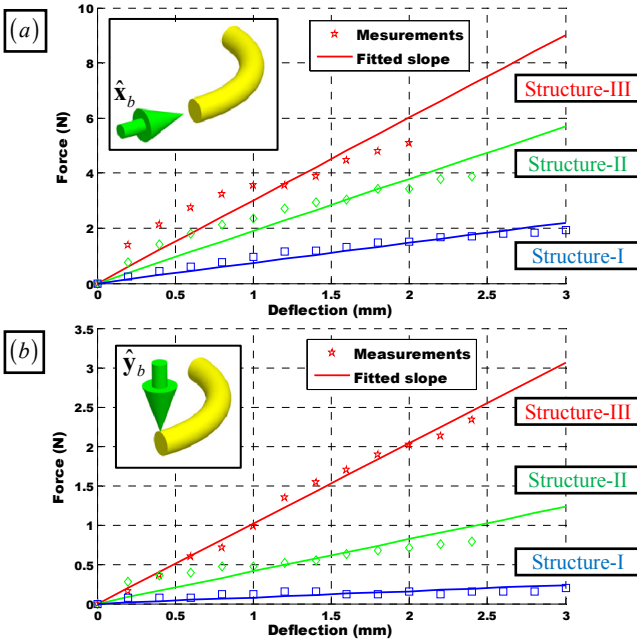 (a)
10
8
6
4
2
0
Force (N)
x̂b
Mesurements
Fitted slope
Structure-III
Structure-II
Structure-I
0 0.5 1 1.5 2 2.5 3
Deflection (mm)
(b)
3.5
3
2.5
2
1.5
1
0.5
0
Force (N)
ŷb
Measurements
Fitted slope
Structure-III
Structure-II
Structure-I
0 0.5 1 1.5 2 2.5 3
Deflection (mm)